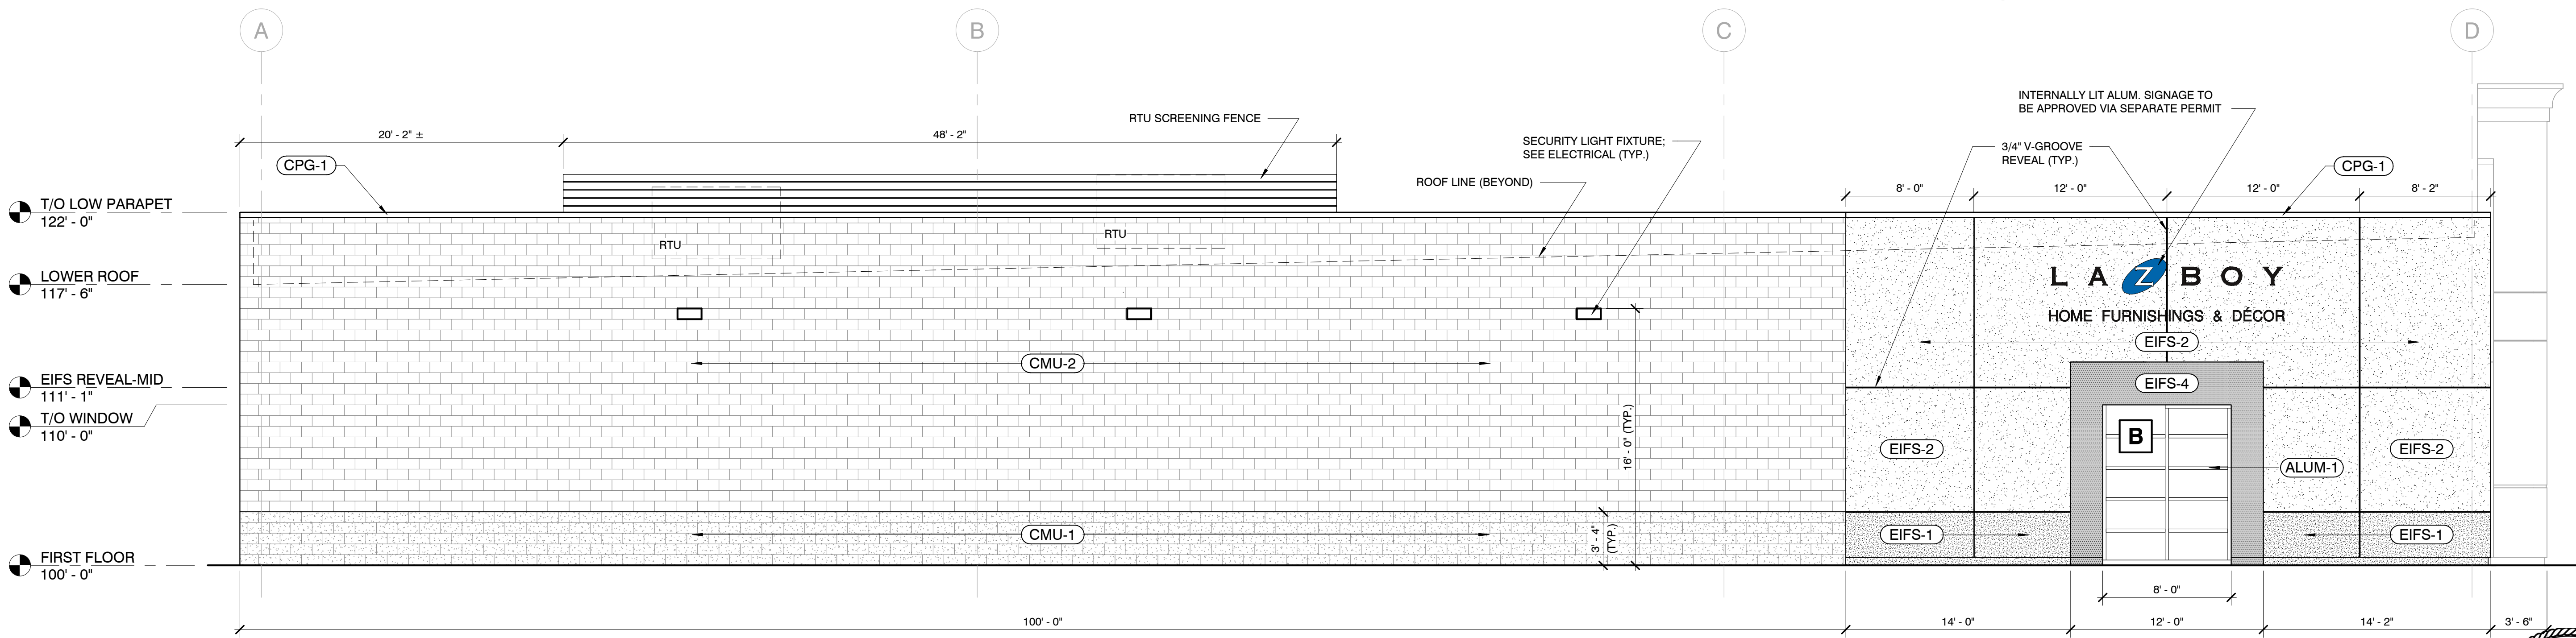 A
B
C
D
INTERNALLY LIT ALUM. SIGNAGE TO
BE APPROVED VIA SEPARATE PERMIT
RTU SCREENING FENCE
20' - 2" ±
48' - 2"
SECURITY LIGHT FIXTURE;
SEE ELECTRICAL (TYP.)
3/4" V-GROOVE
REVEAL (TYP.)
CPG-1
CPG-1
ROOF LINE (BEYOND)
8' - 0"
12' - 0"
12' - 0"
8' - 2"
T/O LOW PARAPET
122' - 0"
RTU
RTU
LOWER ROOF
117' - 6"
LA Z BOY
HOME FURNISHINGS & DÉCOR
EIFS-2
CMU-2
EIFS REVEAL-MID
111' - 1"
EIFS-4
T/O WINDOW
110' - 0"
16' - 0" (TYP.)
B
EIFS-2
EIFS-2
ALUM-1
CMU-1
3' - 4"
(TYP.)
EIFS-1
EIFS-1
FIRST FLOOR
100' - 0"
8' - 0"
100' - 0"
14' - 0"
12' - 0"
14' - 2"
3' - 6"